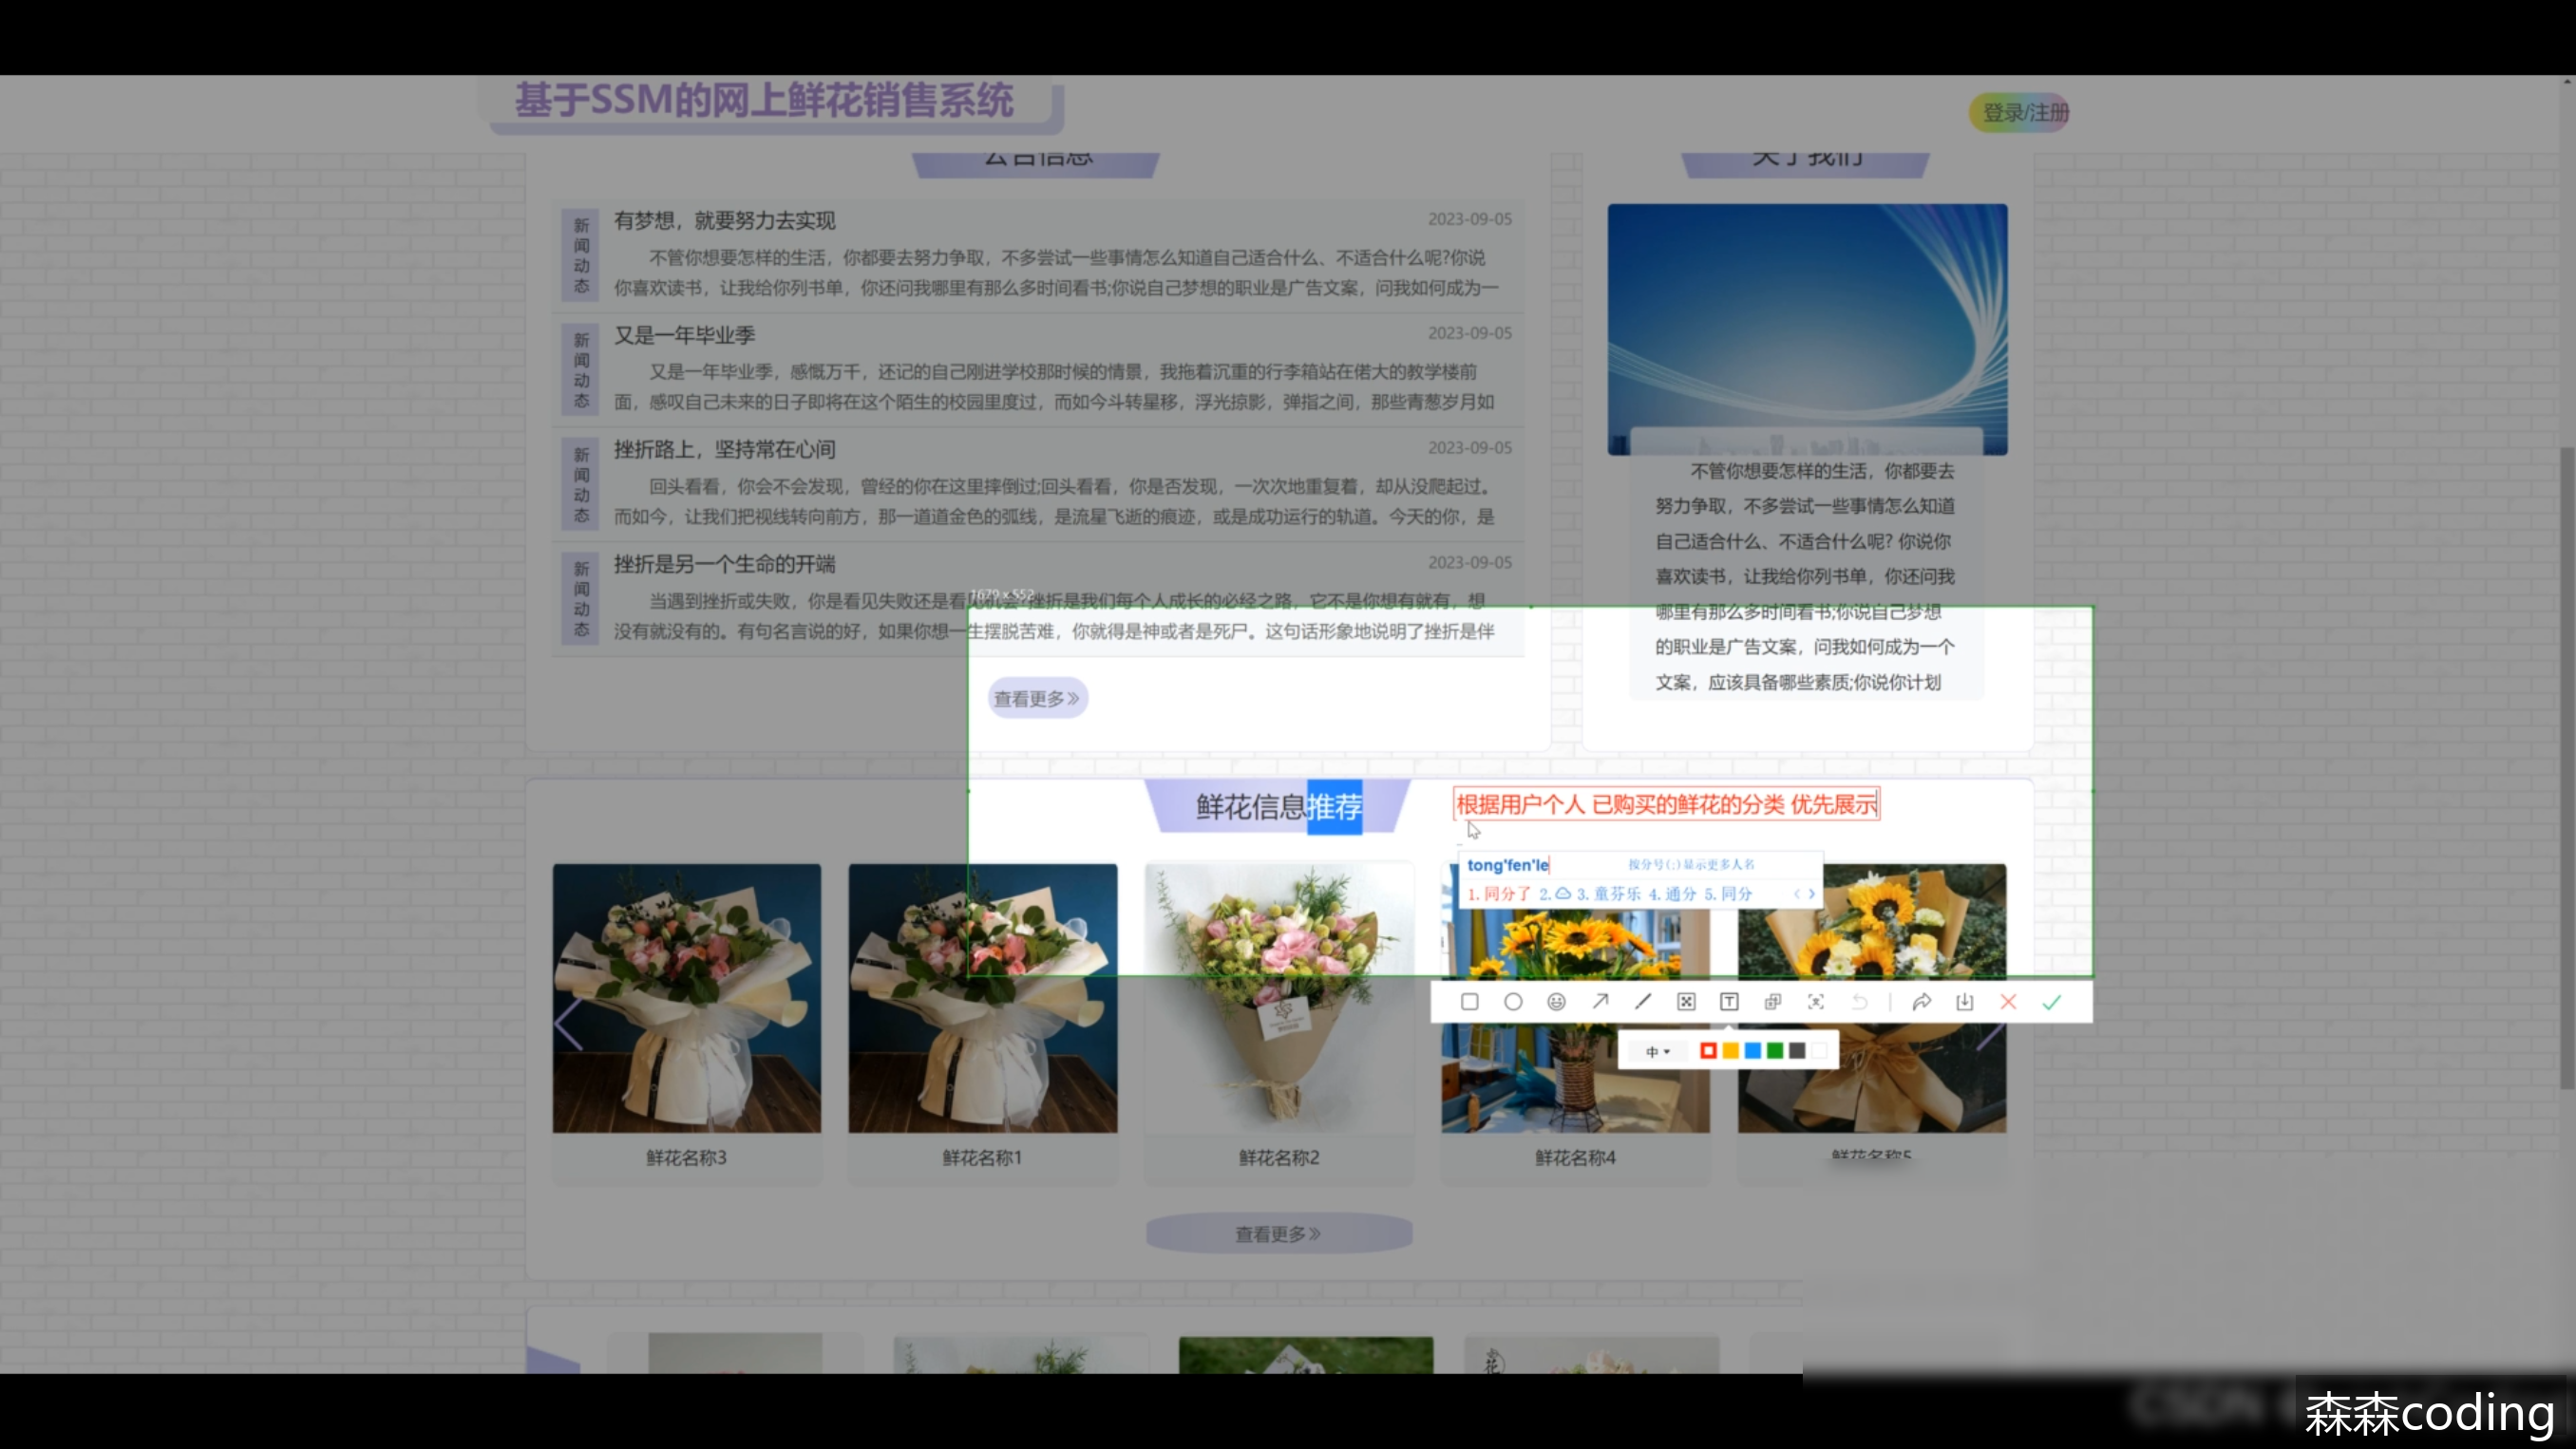 基于SSM的网上鲜花销售系统
登录/注册
公告信息
关于我们
新闻动态
有梦想，就要努力去实现
2023-09-05
不管你想要怎样的生活，你都要去努力争取，不多尝试一些事情怎么知道自己适合什么、不适合什么呢?你说
你喜欢读书，让我给你列书单，你还问我哪里有那么多时间看书;你说自己梦想的职业是广告文案，问我如何成为一
新闻动态
又是一年毕业季
2023-09-05
又是一年毕业季，感慨万千，还记的自己刚进学校那时候的情景，我拖着沉重的行李箱站在偌大的教学楼前
面，感叹自己未来的日子即将在这个陌生的校园里度过，而如今斗转星移，浮光掠影，弹指之间，那些青葱岁月如
新闻动态
挫折路上，坚持常在心间
2023-09-05
回头看看，你会不会发现，曾经的你在这里摔倒过;回头看看，你是否发现，一次次地重复着，却从没爬起过。
而如今，让我们把视线转向前方，那一道道金色的弧线，是流星飞逝的痕迹，或是成功运行的轨道。今天的你，是
新闻动态
挫折是另一个生命的开端
2023-09-05
当遇到挫折或失败，你是看见失败还是看见机会?挫折是我们每个人成长的必经之路，它不是你想有就有，想
没有就没有的。有句名言说的好，如果你想一生摆脱苦难，你就得是神或者是死尸。这句话形象地说明了挫折是伴
1679 x 552
查看更多»
不管你想要怎样的生活，你都要去
努力争取，不多尝试一些事情怎么知道
自己适合什么、不适合什么呢? 你说你
喜欢读书，让我给你列书单，你还问我
哪里有那么多时间看书;你说自己梦想
的职业是广告文案，问我如何成为一个
文案，应该具备哪些素质;你说你计划
鲜花信息推荐
根据用户个人 已购买的鲜花的分类 优先展示
tong'fen'le
按分号(;)显示更多人名
1.同分了 2. 3.童芬乐 4.通分 5.同分
中
鲜花名称3
鲜花名称1
鲜花名称2
鲜花名称4
鲜花名称5
查看更多»
花
森森coding